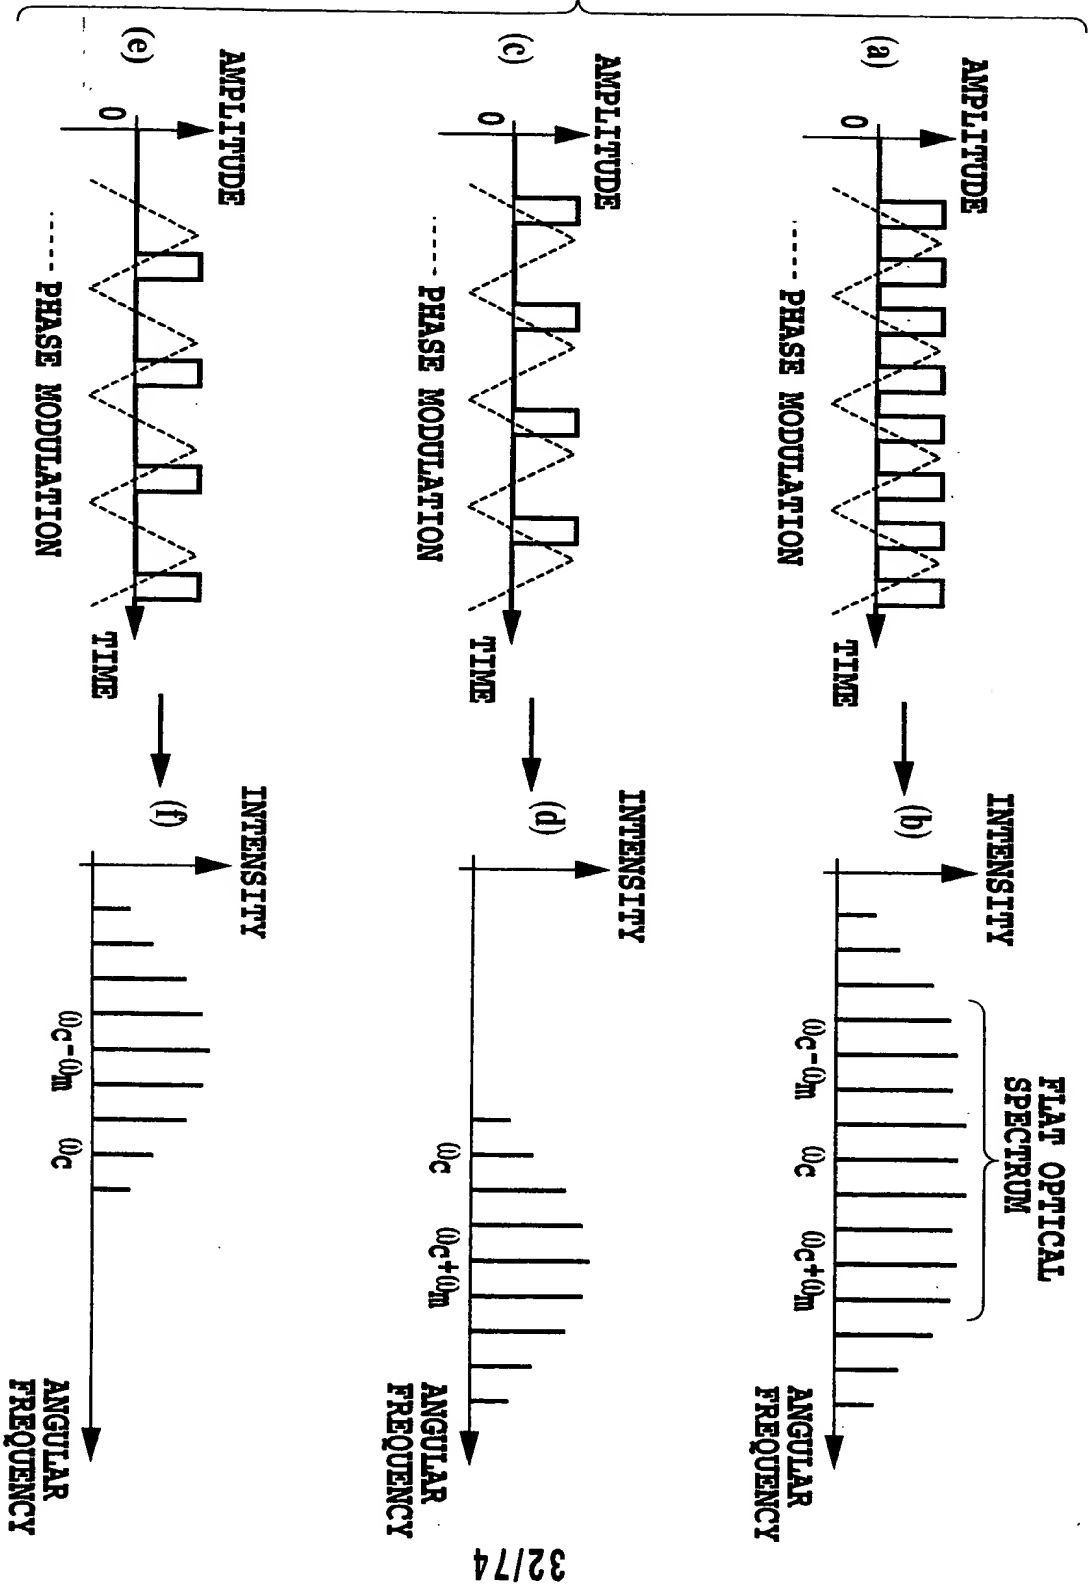 (a)
AMPLITUDE
0
---- PHASE MODULATION
TIME
(b)
INTENSITY
FLAT OPTICAL
SPECTRUM
ωC-ωm
ωC
ωC+ωm
ANGULAR
FREQUENCY
(c)
AMPLITUDE
0
---- PHASE MODULATION
TIME
(d)
INTENSITY
ωC
ωC+ωm
ANGULAR
FREQUENCY
(e)
AMPLITUDE
0
---- PHASE MODULATION
TIME
(f)
INTENSITY
ωC-ωm
ωC
ANGULAR
FREQUENCY
32/74